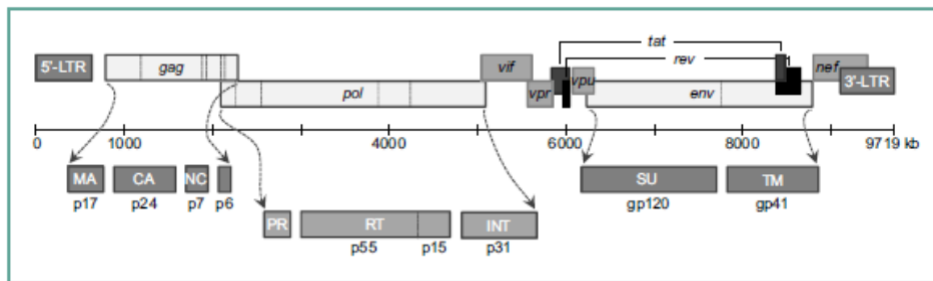 tat
rev
5'-LTR gag vif nef
3'-LTR
pol vpr vpu env
0 1000 4000 6000 8000 9719 kb
MA CA NC SU TM
p17 p24 p7 p6 gp120 gp41
PR RT INT
p55 p15 p31